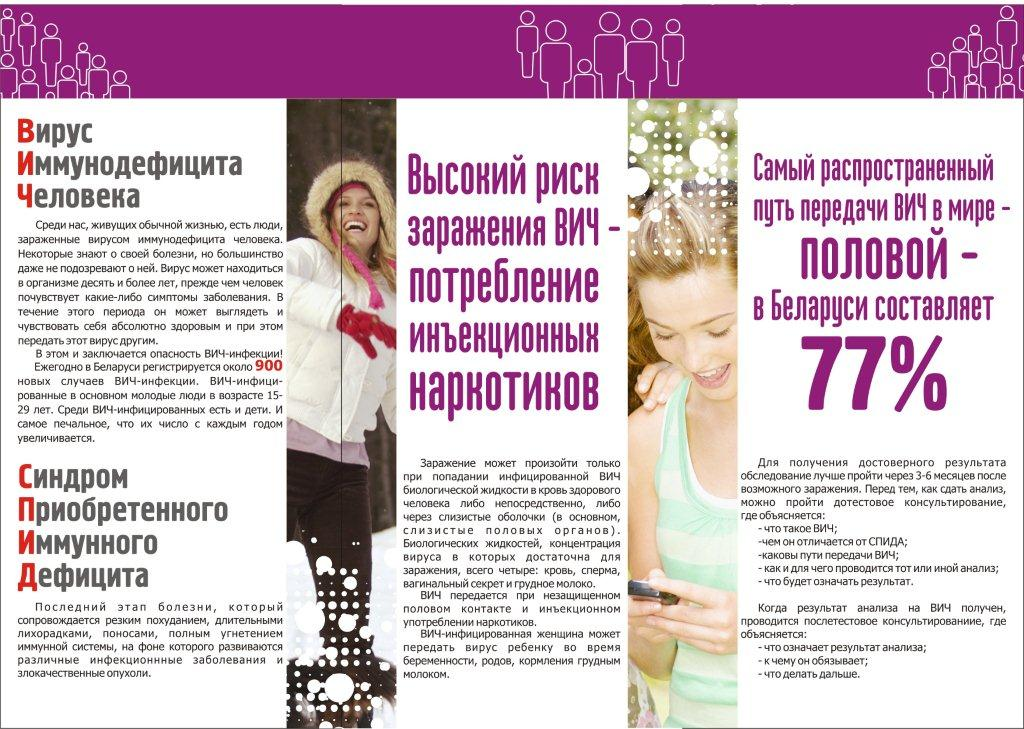 Вирус
Иммунодефицита
Человека
Среди нас, живущих обычной жизнью, есть люди,
зараженные вирусом иммунодефицита человека.
Некоторые знают о своей болезни, но большинство
даже не подозревают о ней. Вирус может находиться
в организме десять и более лет, прежде чем человек
почувствует какие-либо симптомы заболевания. В
течение этого периода он может выглядеть и
чувствовать себя абсолютно здоровым и при этом
передать этот вирус другим.
В этом и заключается опасность ВИЧ-инфекции!
Ежегодно в Беларуси регистрируется около 900
новых случаев ВИЧ-инфекции. ВИЧ-инфици-
рованные в основном молодые люди в возрасте 15-
29 лет. Среди ВИЧ-инфицированных есть и дети. И
самое печальное, что их число с каждым годом
увеличивается.
Синдром
Приобретенного
Иммунного
Дефицита
Последний этап болезни, который
сопровождается резким похуданием, длительными
лихорадками, поносами, полным угнетением
иммунной системы, на фоне которого развиваются
различные инфекционнные заболевания и
злокачественные опухоли.
Высокий риск
заражения ВИЧ -
потребление
инъекционных
наркотиков
Заражение может произойти только
при попадании инфицированной ВИЧ
биологической жидкости в кровь здорового
человека либо непосредственно, либо
через слизистые оболочки (в основном,
слизистые половых органов).
Биологических жидкостей, концентрация
вируса в которых достаточна для
заражения, всего четыре: кровь, сперма,
вагинальный секрет и грудное молоко.
ВИЧ передается при незащищенном
половом контакте и инъекционном
употреблении наркотиков.
ВИЧ-инфицированная женщина может
передать вирус ребенку во время
беременности, родов, кормления грудным
молоком.
Самый распространенный
путь передачи ВИЧ в мире -
ПОЛОВОЙ -
в Беларуси составляет
77%
Для получения достоверного результата
обследование лучше пройти через 3-6 месяцев после
возможного заражения. Перед тем, как сдать анализ,
можно пройти дотестовое консультирование,
где объясняется:
- что такое ВИЧ;
-чем он отличается от СПИДА;
-каковы пути передачи ВИЧ;
- как и для чего проводится тот или иной анализ;
- что будет означать результат.
Когда результат анализа на ВИЧ получен,
проводится послетестовое консультированиие, где
объясняется:
- что означает результат анализа;
- к чему он обязывает;
- что делать дальше.